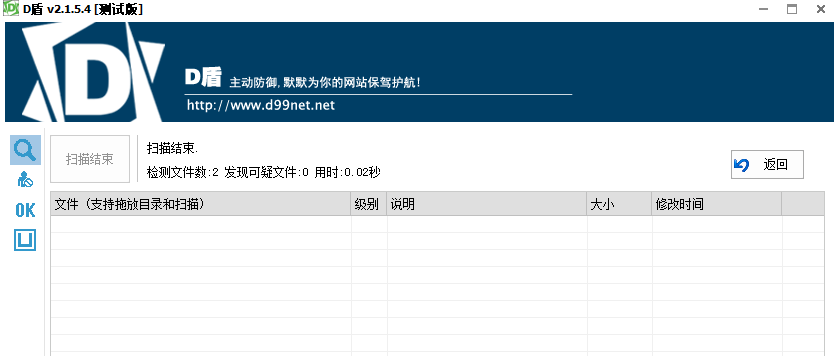 D盾 v2.1.5.4 [测试版]
D
D盾 主动防御,默默为你的网站保驾护航!
http://www.d99net.net
扫描结束
扫描结束.
检测文件数:2 发现可疑文件:0 用时:0.02秒
返回
OK
文件（支持拖放目录和扫描） 级别 说明 大小 修改时间